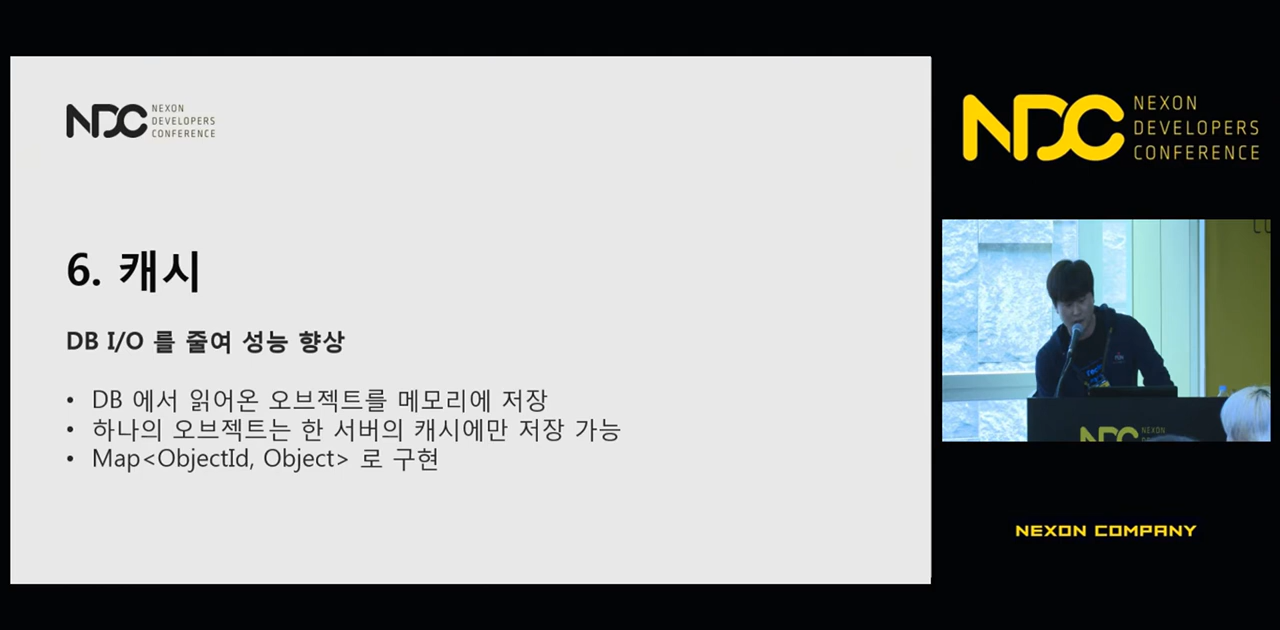 NDC NEXON
DEVELOPERS
CONFERENCE
6. 캐시
DB I/O 를 줄여 성능 향상
• DB 에서 읽어온 오브젝트를 메모리에 저장
• 하나의 오브젝트는 한 서버의 캐시에만 저장 가능
• Map<ObjectId, Object> 로 구현
NDC NEXON
DEVELOPERS
CONFERENCE
NDC NEXON
NEXON COMPANY